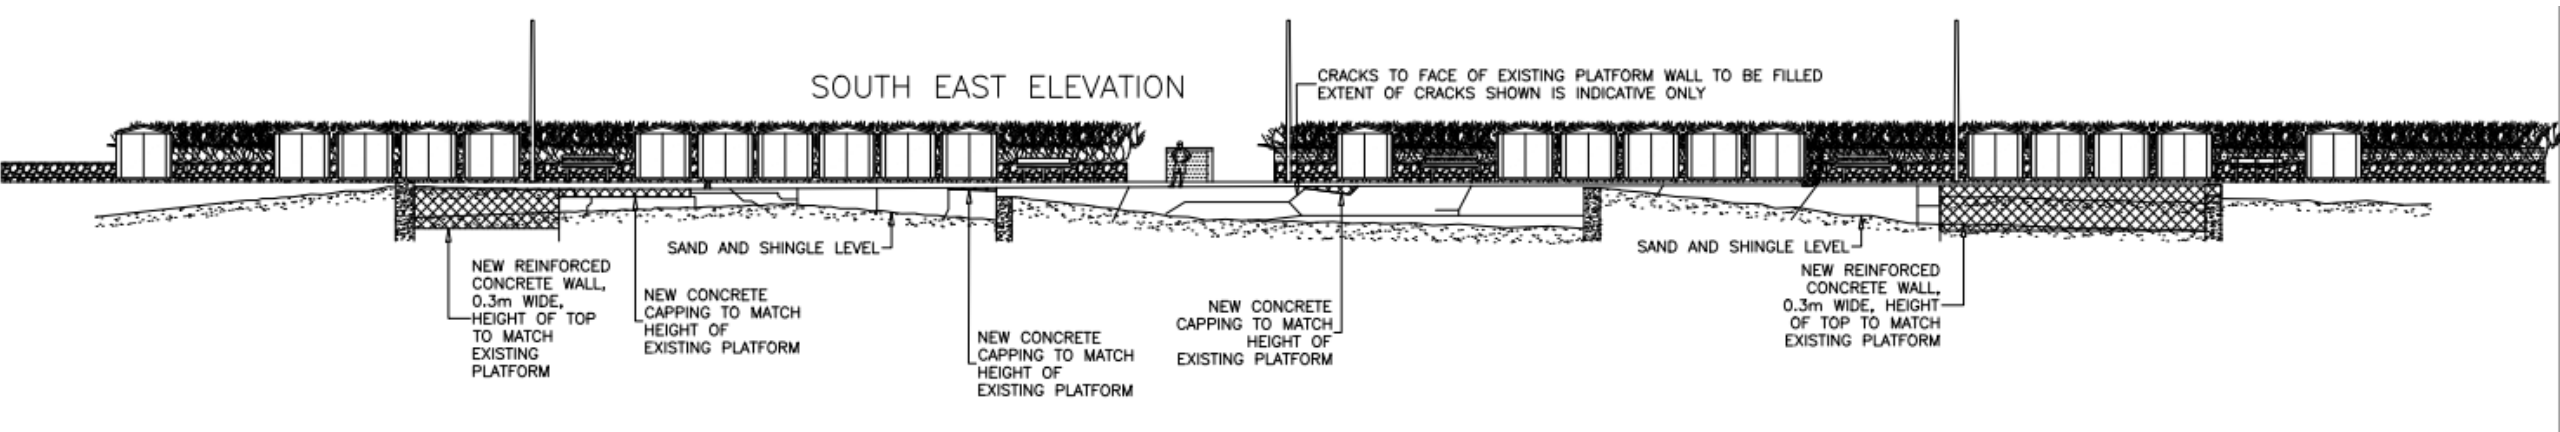 SOUTH EAST ELEVATION
CRACKS TO FACE OF EXISTING PLATFORM WALL TO BE FILLED
EXTENT OF CRACKS SHOWN IS INDICATIVE ONLY
SAND AND SHINGLE LEVEL
NEW REINFORCED
CONCRETE WALL,
0.3m WIDE,
HEIGHT OF TOP
TO MATCH
EXISTING
PLATFORM
NEW CONCRETE
CAPPING TO MATCH
HEIGHT OF
EXISTING PLATFORM
NEW CONCRETE
CAPPING TO MATCH
HEIGHT OF
EXISTING PLATFORM
NEW CONCRETE
CAPPING TO MATCH
HEIGHT OF
EXISTING PLATFORM
SAND AND SHINGLE LEVEL
NEW REINFORCED
CONCRETE WALL,
0.3m WIDE, HEIGHT
OF TOP TO MATCH
EXISTING PLATFORM